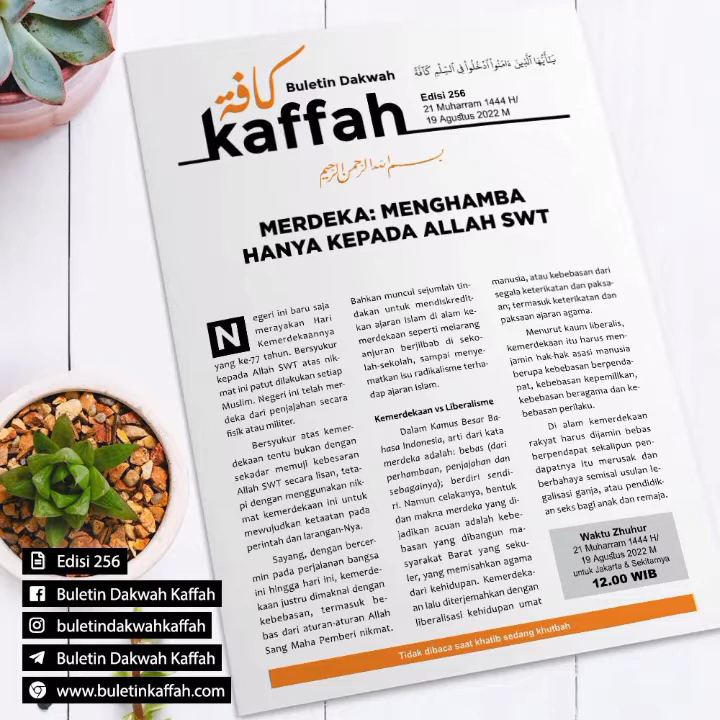 كافة
Buletin Dakwah
kaffah
يَٰٓأَيُّهَا ٱلَّذِينَ ءَامَنُوا۟ ٱدْخُلُوا۟ فِى ٱلسِّلْمِ كَآفَّةً
Edisi 256
21 Muharram 1444 H/
19 Agustus 2022 M
بسم الله الرحمن الرحيم
MERDEKA: MENGHAMBA
HANYA KEPADA ALLAH SWT
Negeri ini baru saja
merayakan Hari
Kemerdekaannya
yang ke-77 tahun. Bersyukur
kepada Allah SWT atas nik-
mat ini patut dilakukan setiap
Muslim. Negeri ini telah mer-
deka dari penjajahan secara
fisik atau militer.
Bersyukur atas kemer-
dekaan tentu bukan dengan
sekadar memuji kebesaran
Allah SWT secara lisan, teta-
pi dengan menggunakan nik-
mat kemerdekaan ini untuk
mewujudkan ketaatan pada
perintah dan larangan-Nya.
Sayang, dengan bercer-
min pada perjalanan bangsa
ini hingga hari ini, kemerde-
kaan justru dimaknai dengan
kebebasan, termasuk be-
bas dari aturan-aturan Allah
Sang Maha Pemberi nikmat.
Bahkan muncul sejumlah tin-
dakan untuk mendiskredit-
kan ajaran Islam di alam ke-
merdekaan seperti melarang
anjuran berjilbab di seko-
lah-sekolah, sampai menye-
matkan isu radikalisme terha-
dap ajaran Islam.
Kemerdekaan vs Liberalisme
Dalam Kamus Besar Ba-
hasa Indonesia, arti dari kata
merdeka adalah: bebas (dari
perhambaan, penjajahan dan
sebagainya); berdiri sendi-
ri. Namun celakanya, bentuk
dan makna merdeka yang di-
jadikan acuan adalah kebe-
basan yang dibangun ma-
syarakat Barat yang seku-
ler, yang memisahkan agama
dari kehidupan. Kemerdeka-
an lalu diterjemahkan dengan
liberalisasi kehidupan umat
manusia, atau kebebasan dari
segala keterikatan dan paksa-
an; termasuk keterikatan dan
paksaan ajaran agama.
Menurut kaum liberalis,
kemerdekaan itu harus men-
jamin hak-hak asasi manusia
berupa kebebasan berpenda-
pat, kebebasan kepemilikan,
kebebasan beragama dan ke-
bebasan perilaku.
Di alam kemerdekaan
rakyat harus dijamin bebas
berpendapat sekalipun pen-
dapatnya itu merusak dan
berbahaya semisal usulan le-
galisasi ganja, atau pendidik-
an seks bagi anak dan remaja.
Waktu Zhuhur
21 Muharram 1444 H/
19 Agustus 2022 M
untuk Jakarta & Sekitarnya
12.00 WIB
Tidak dibaca saat khatib sedang khutbah
Edisi 256
Buletin Dakwah Kaffah
buletindakwahkaffah
Buletin Dakwah Kaffah
www.buletinkaffah.com